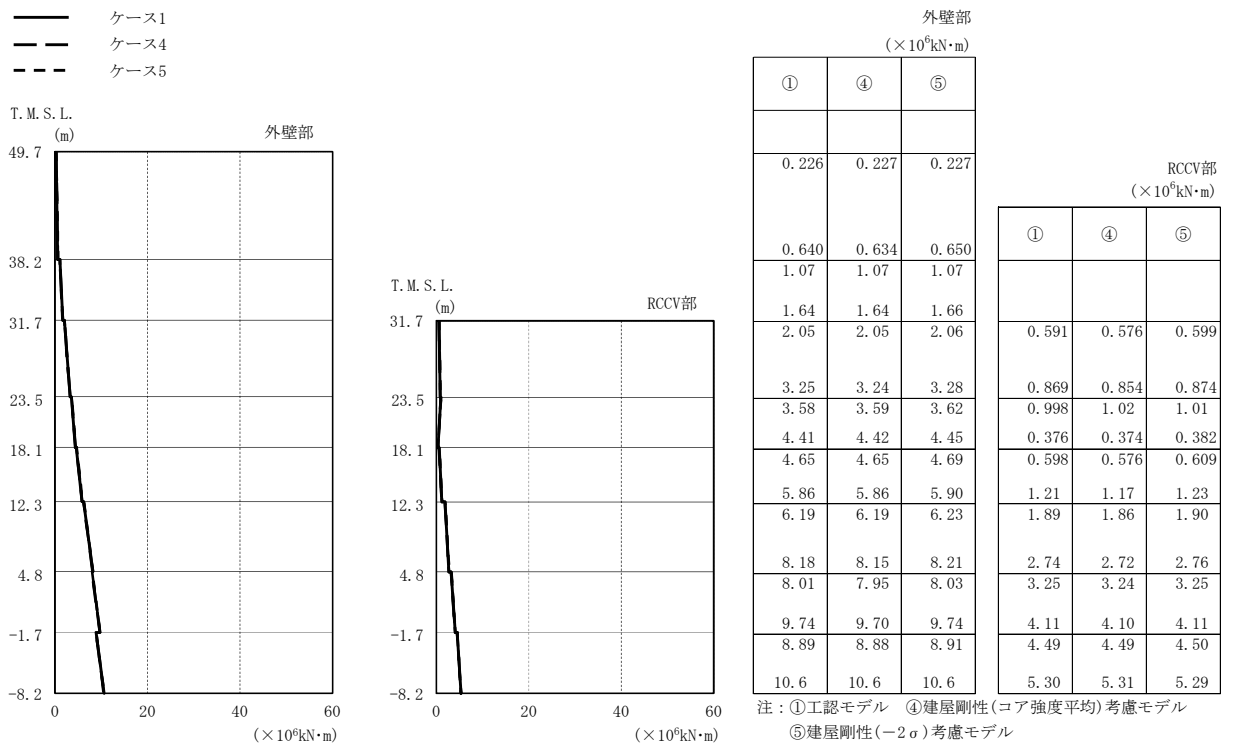 ケース1
ケース4
ケース5
T.M.S.L.
(m)
外壁部
49.7
38.2
31.7
23.5
18.1
12.3
4.8
-1.7
-8.2
0 20 40 60
(×10⁶kN・m)
T.M.S.L.
(m)
RCCV部
31.7
23.5
18.1
12.3
4.8
-1.7
-8.2
0 20 40 60
(×10⁶kN・m)
外壁部
(×10⁶kN・m)
① ④ ⑤
0.226 0.227 0.227
0.640 0.634 0.650
1.07 1.07 1.07
1.64 1.64 1.66
2.05 2.05 2.06
3.25 3.24 3.28
3.58 3.59 3.62
4.41 4.42 4.45
4.65 4.65 4.69
5.86 5.86 5.90
6.19 6.19 6.23
8.18 8.15 8.21
8.01 7.95 8.03
9.74 9.70 9.74
8.89 8.88 8.91
10.6 10.6 10.6
RCCV部
(×10⁶kN・m)
① ④ ⑤
0.591 0.576 0.599
0.869 0.854 0.874
0.998 1.02 1.01
0.376 0.374 0.382
0.598 0.576 0.609
1.21 1.17 1.23
1.89 1.86 1.90
2.74 2.72 2.76
3.25 3.24 3.25
4.11 4.10 4.11
4.49 4.49 4.50
5.30 5.31 5.29
注：①工認モデル ④建屋剛性(コア強度平均)考慮モデル
⑤建屋剛性(－2σ)考慮モデル